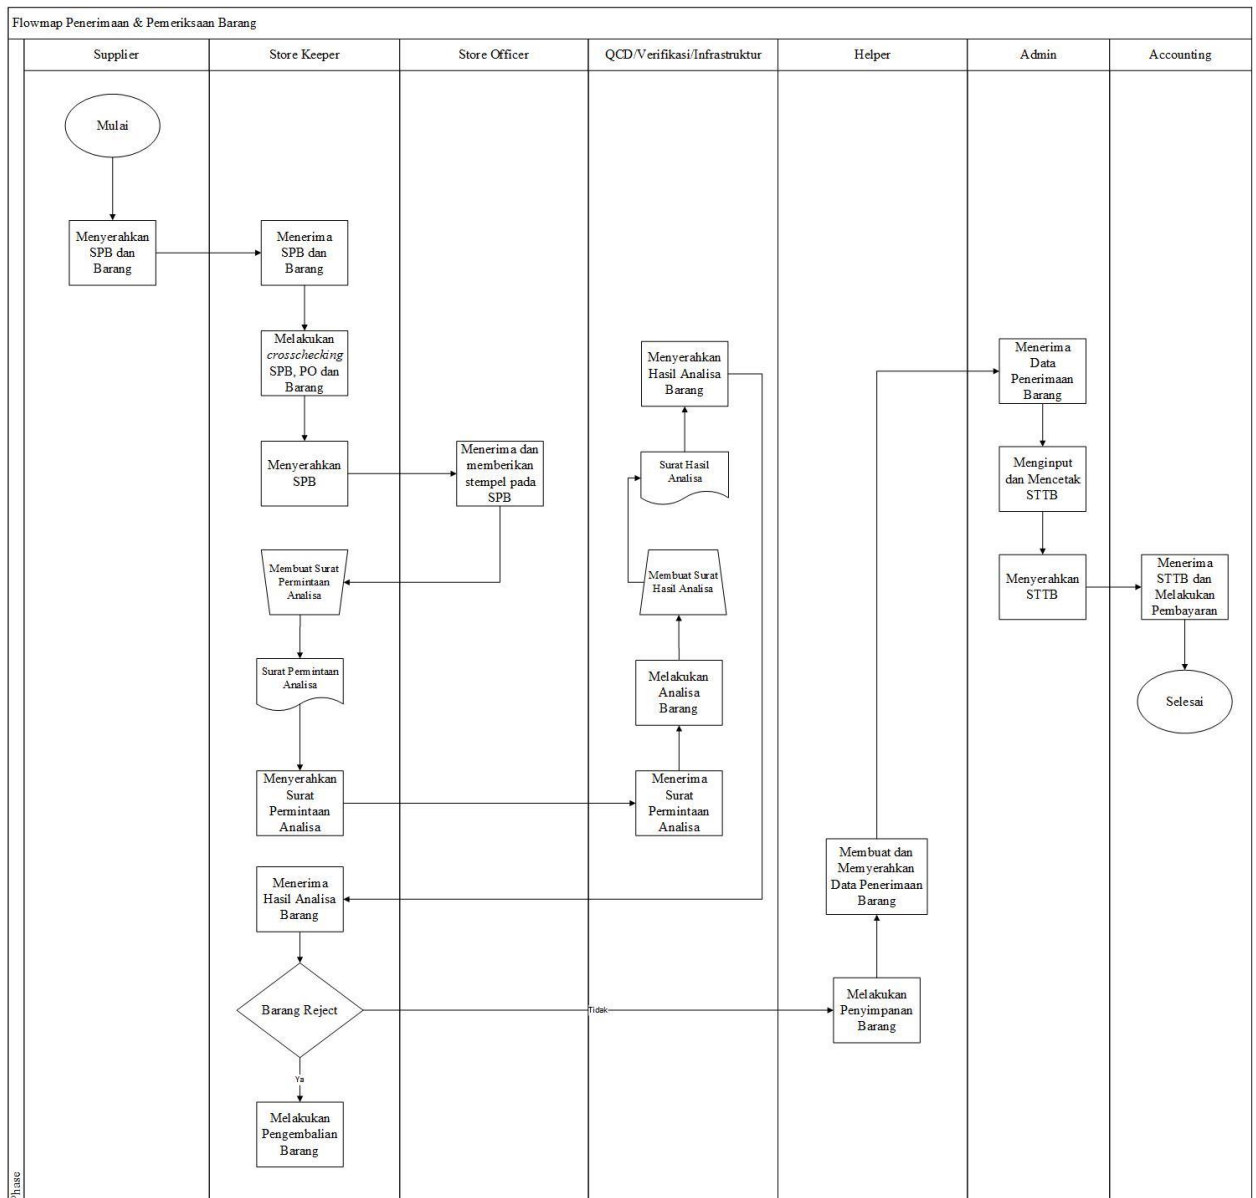 Flowmap Penerimaan & Pemeriksaan Barang
Supplier
Store Keeper
Store Officer
QCD/Verifikasi/Infrastruktur
Helper
Admin
Accounting
Mulai
Menyerahkan
SPB dan
Barang
Menerima
SPB dan
Barang
Melakukan
crosschecking
SPB, PO dan
Barang
Menyerahkan
SPB
Menerima dan
memberikan
stempel pada
SPB
Membuat Surat
Permintaan
Analisa
Surat Permintaan
Analisa
Menyerahkan
Surat
Permintaan
Analisa
Menerima
Surat
Permintaan
Analisa
Melakukan
Analisa
Barang
Membuat Surat
Hasil Analisa
Surat Hasil
Analisa
Menyerahkan
Hasil Analisa
Barang
Menerima
Hasil Analisa
Barang
Barang Reject
Ya
Melakukan
Pengembalian
Barang
Tidak
Melakukan
Penyimpanan
Barang
Membuat dan
Memyerahkan
Data Penerimaan
Barang
Menerima
Data
Penerimaan
Barang
Menginput
dan Mencetak
STTB
Menyerahkan
STTB
Menerima
STTB dan
Melakukan
Pembayaran
Selesai
Phase